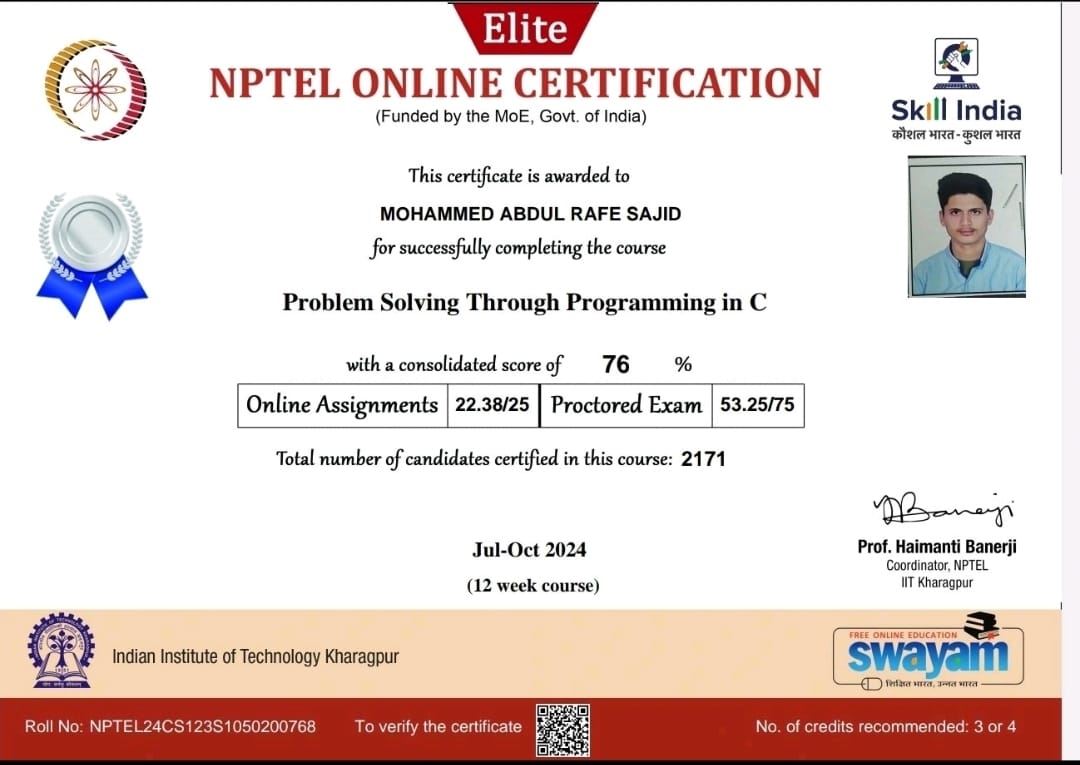 Elite
NPTEL ONLINE CERTIFICATION
(Funded by the MoE, Govt. of India)
Skill India
कौशल भारत - कुशल भारत
This certificate is awarded to
MOHAMMED ABDUL RAFE SAJID
for successfully completing the course
Problem Solving Through Programming in C
with a consolidated score of 76 %
Online Assignments 22.38/25 Proctored Exam 53.25/75
Total number of candidates certified in this course: 2171
Prof. Haimanti Banerji
Coordinator, NPTEL
IIT Kharagpur
Jul-Oct 2024
(12 week course)
Indian Institute of Technology Kharagpur
FREE ONLINE EDUCATION
swayam
शिक्षित भारत, उन्नत भारत
Roll No: NPTEL24CS123S1050200768 To verify the certificate No. of credits recommended: 3 or 4